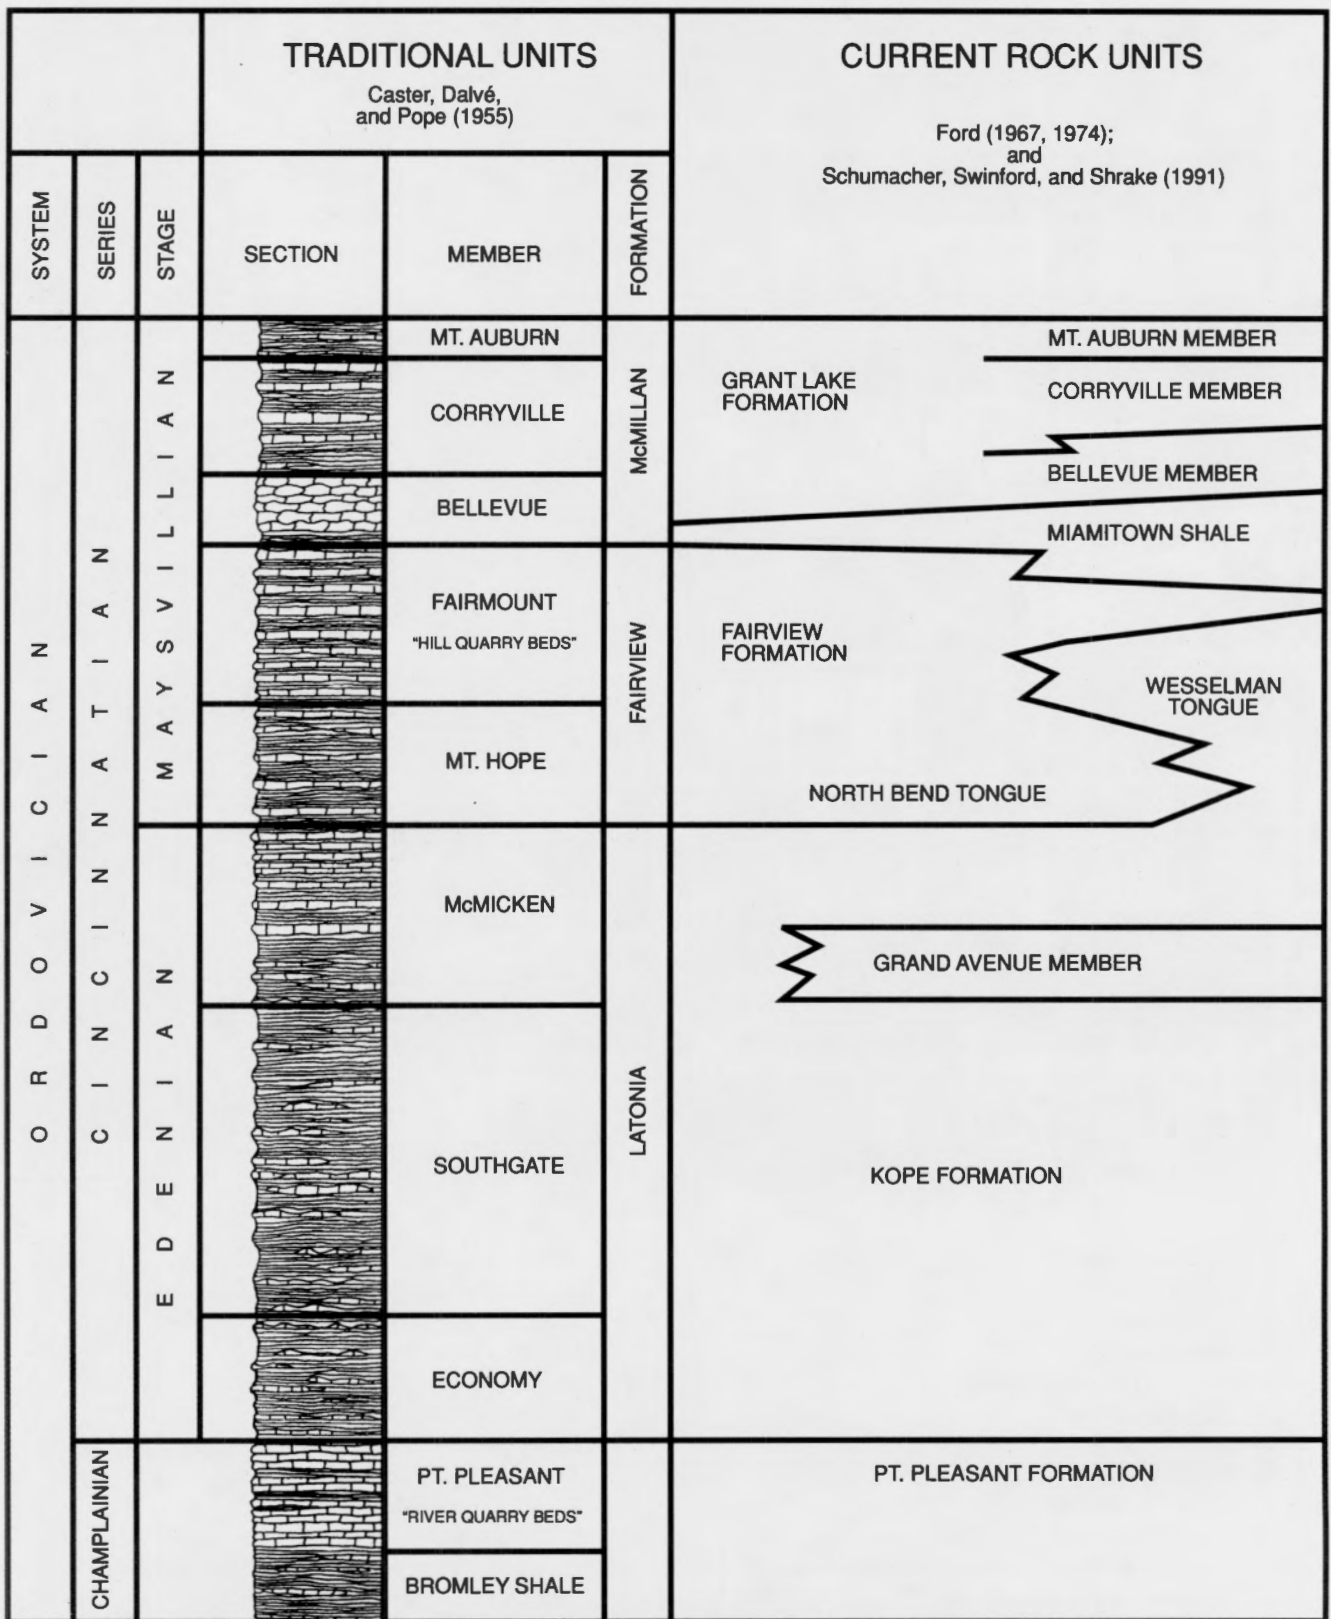 TRADITIONAL UNITS
Caster, Dalvé,
and Pope (1955)
CURRENT ROCK UNITS
Ford (1967, 1974);
and
Schumacher, Swinford, and Shrake (1991)
SYSTEM
SERIES
STAGE
SECTION
MEMBER
FORMATION
ORDOVICIAN
CINCINNATIAN
CHAMPLAINIAN
MAYSVILLIAN
EDENIAN
MT. AUBURN
CORRYVILLE
BELLEVUE
FAIRMOUNT
"HILL QUARRY BEDS"
MT. HOPE
McMICKEN
SOUTHGATE
ECONOMY
PT. PLEASANT
"RIVER QUARRY BEDS"
BROMLEY SHALE
McMILLAN
FAIRVIEW
LATONIA
MT. AUBURN MEMBER
GRANT LAKE
FORMATION
CORRYVILLE MEMBER
BELLEVUE MEMBER
MIAMITOWN SHALE
FAIRVIEW
FORMATION
WESSELMAN
TONGUE
NORTH BEND TONGUE
GRAND AVENUE MEMBER
KOPE FORMATION
PT. PLEASANT FORMATION